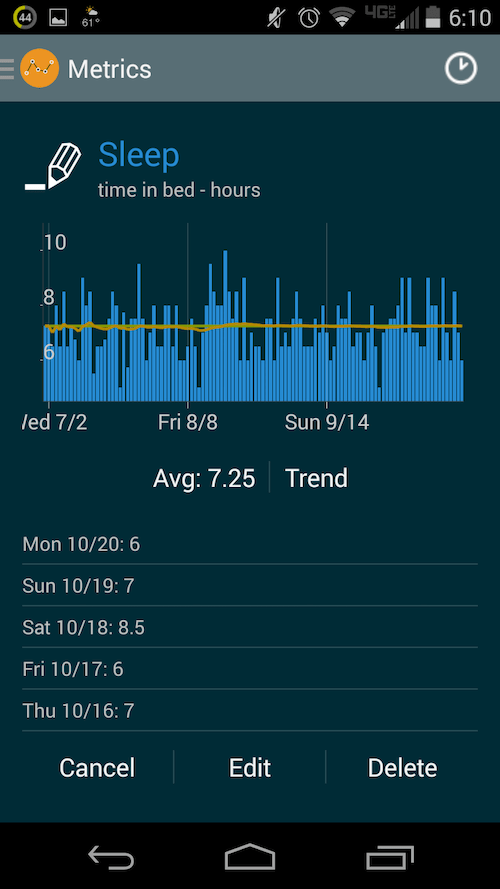 44
61°
4G LTE
6:10
Metrics
Sleep
time in bed - hours
10
8
6
Wed 7/2
Fri 8/8
Sun 9/14
Avg: 7.25
Trend
Mon 10/20: 6
Sun 10/19: 7
Sat 10/18: 8.5
Fri 10/17: 6
Thu 10/16: 7
Cancel
Edit
Delete